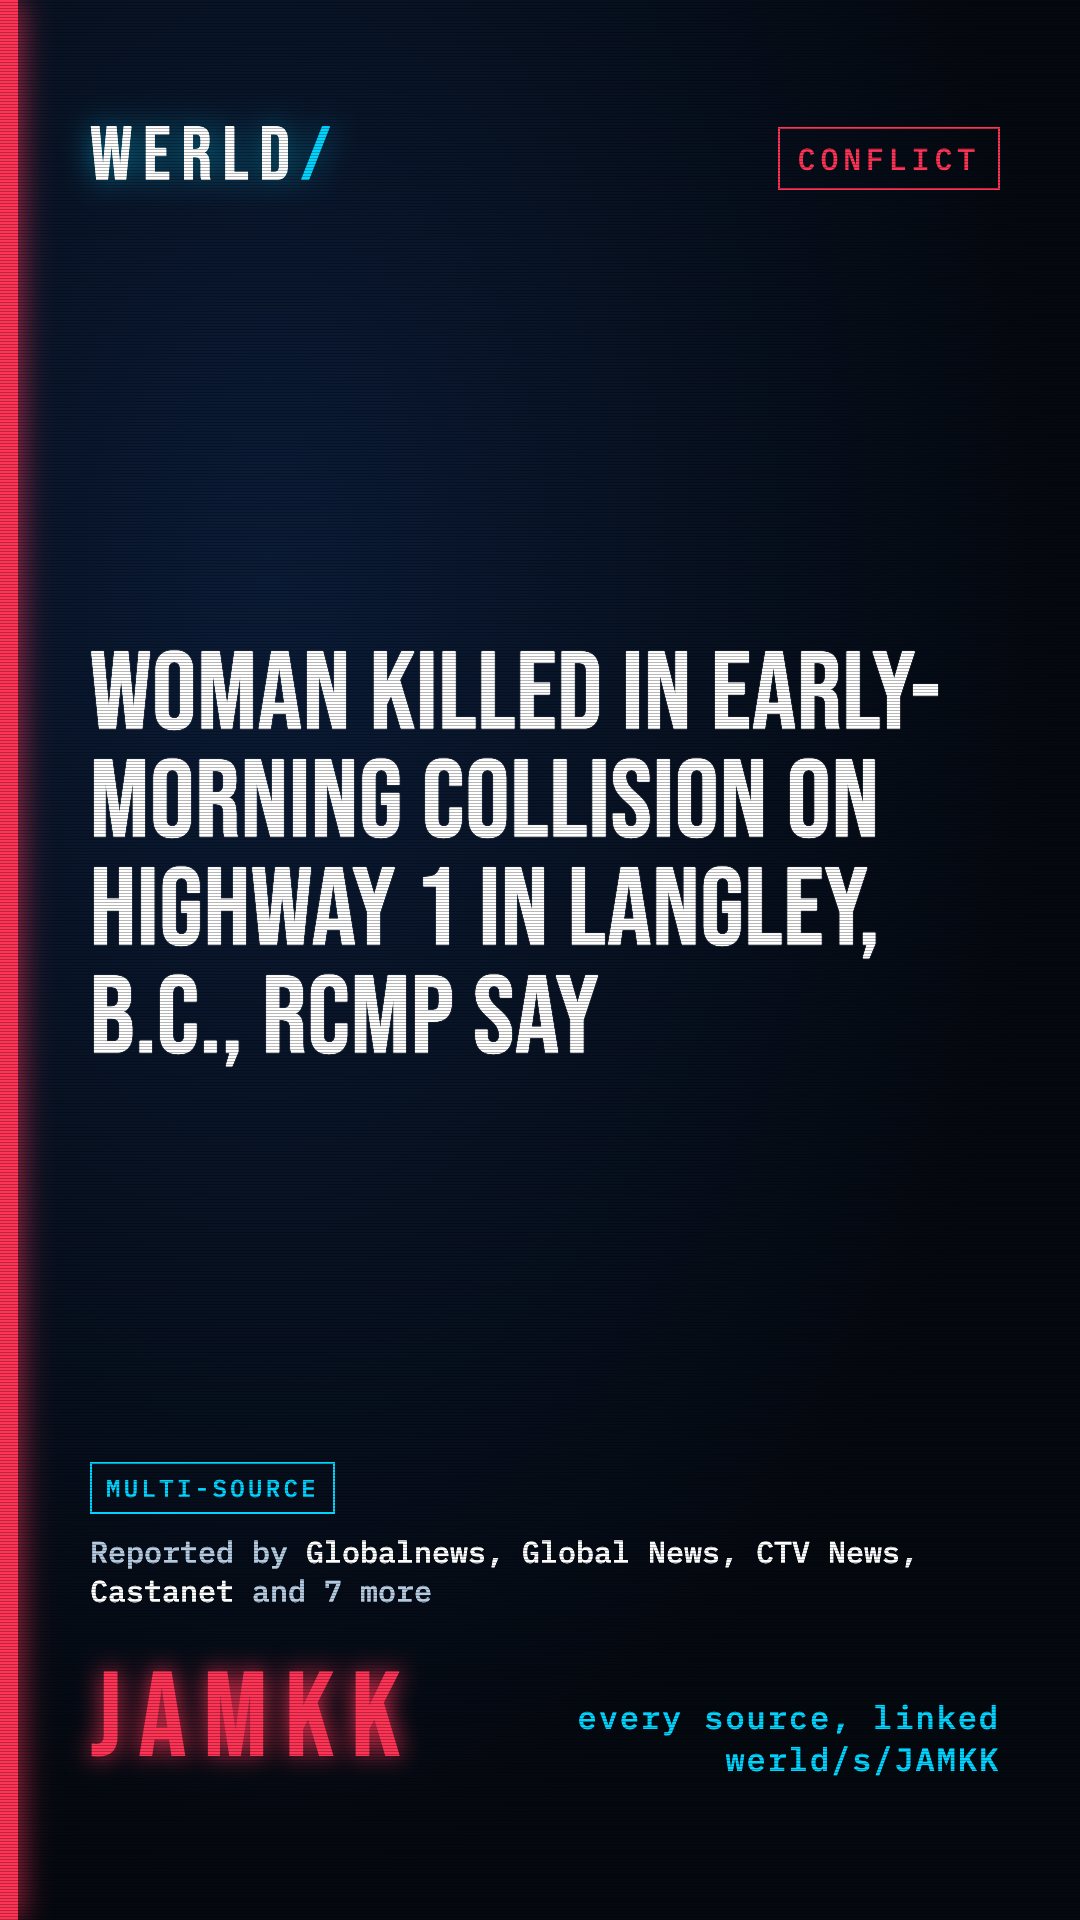 WERLD/
CONFLICT
WOMAN KILLED IN EARLY-
MORNING COLLISION ON
HIGHWAY 1 IN LANGLEY,
B.C., RCMP SAY
MULTI-SOURCE
Reported by Globalnews, Global News, CTV News,
Castanet and 7 more
JAMKK
every source, linked
werld/s/JAMKK